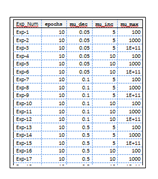 Exp_Num epochs mu_dec mu_inc mu_max
Exp-1 10 0.05 5 100
Exp-2 10 0.05 5 1000
Exp-3 10 0.05 5 1E+11
Exp-4 10 0.05 10 100
Exp-5 10 0.05 10 1000
Exp-6 10 0.05 10 1E+11
Exp-7 10 0.1 5 100
Exp-8 10 0.1 5 1000
Exp-9 10 0.1 5 1E+11
Exp-10 10 0.1 10 100
Exp-11 10 0.1 10 1000
Exp-12 10 0.1 10 1E+11
Exp-13 10 0.5 5 100
Exp-14 10 0.5 5 1000
Exp-15 10 0.5 5 1E+11
Exp-16 10 0.5 10 100
Exp-17 10 0.5 10 1000